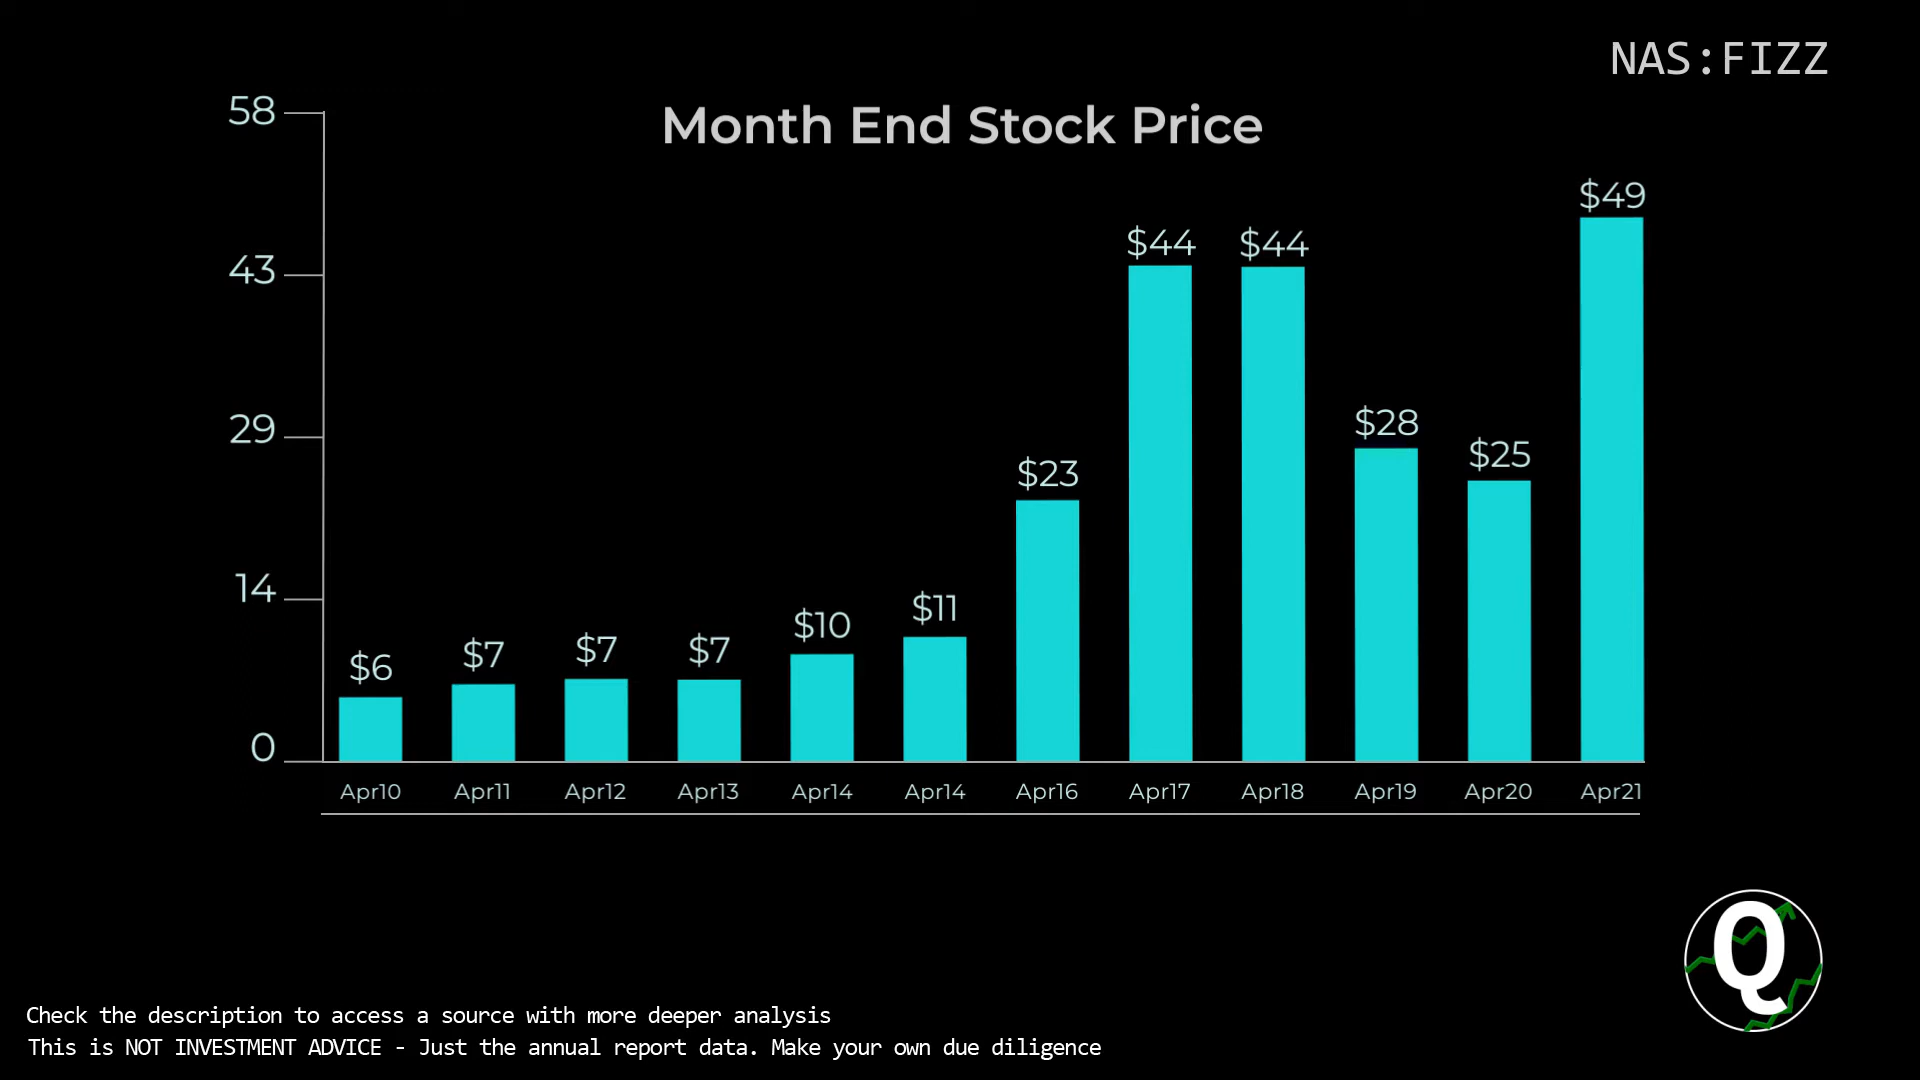 NAS:FIZZ
Month End Stock Price
58
43
29
14
0
$6
$7
$7
$7
$10
$11
$23
$44
$44
$28
$25
$49
Apr10 Apr11 Apr12 Apr13 Apr14 Apr14 Apr16 Apr17 Apr18 Apr19 Apr20 Apr21
Q
Check the description to access a source with more deeper analysis
This is NOT INVESTMENT ADVICE - Just the annual report data. Make your own due diligence